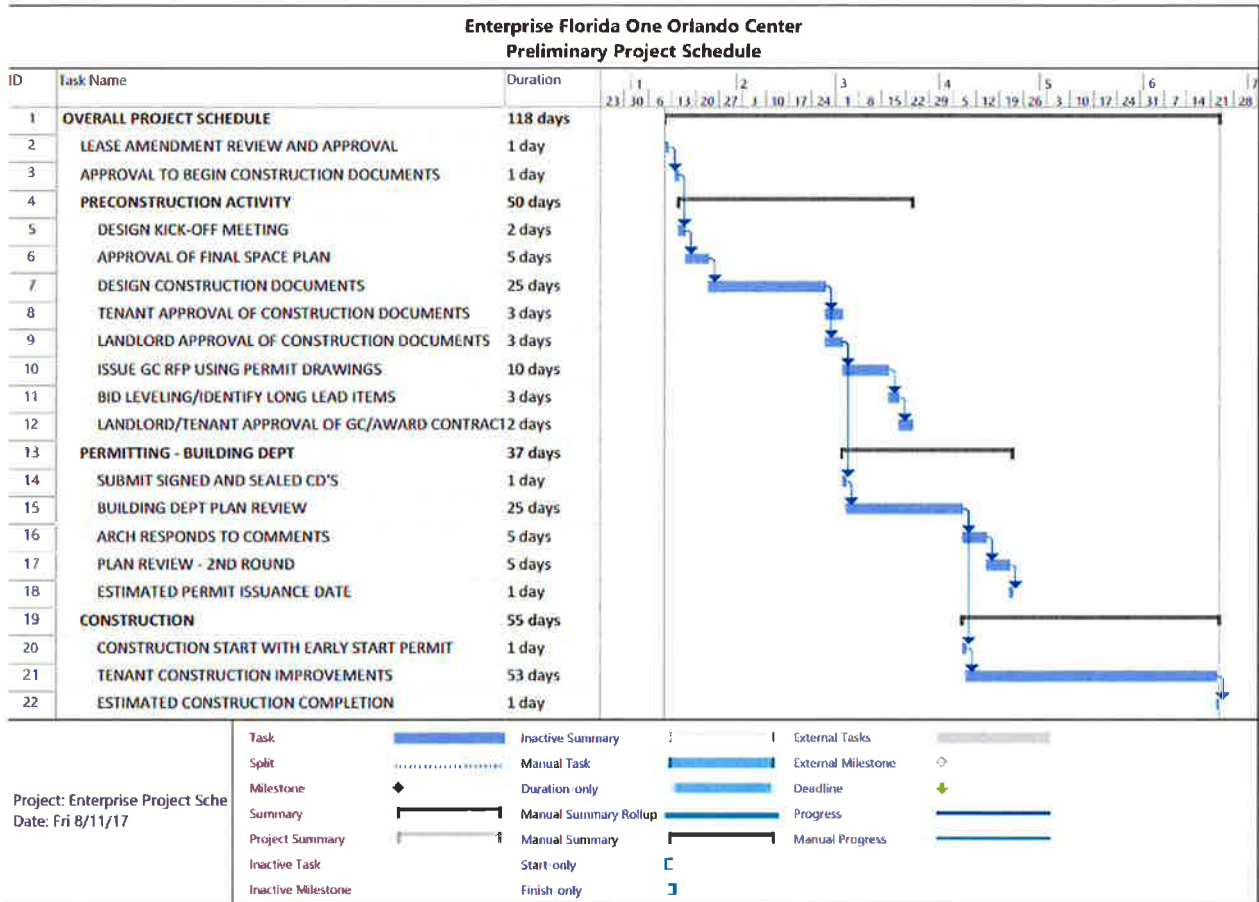 Enterprise Florida One Orlando Center
Preliminary Project Schedule
ID Task Name Duration 1 2 3 4 5 6 7
23 30 6 13 20 27 3 10 17 24 1 8 15 22 29 5 12 19 26 3 10 17 24 31 7 14 21 28
1 OVERALL PROJECT SCHEDULE 118 days
2 LEASE AMENDMENT REVIEW AND APPROVAL 1 day
3 APPROVAL TO BEGIN CONSTRUCTION DOCUMENTS 1 day
4 PRECONSTRUCTION ACTIVITY 50 days
5 DESIGN KICK-OFF MEETING 2 days
6 APPROVAL OF FINAL SPACE PLAN 5 days
7 DESIGN CONSTRUCTION DOCUMENTS 25 days
8 TENANT APPROVAL OF CONSTRUCTION DOCUMENTS 3 days
9 LANDLORD APPROVAL OF CONSTRUCTION DOCUMENTS 3 days
10 ISSUE GC RFP USING PERMIT DRAWINGS 10 days
11 BID LEVELING/IDENTIFY LONG LEAD ITEMS 3 days
12 LANDLORD/TENANT APPROVAL OF GC/AWARD CONTRACT 2 days
13 PERMITTING - BUILDING DEPT 37 days
14 SUBMIT SIGNED AND SEALED CD'S 1 day
15 BUILDING DEPT PLAN REVIEW 25 days
16 ARCH RESPONDS TO COMMENTS 5 days
17 PLAN REVIEW - 2ND ROUND 5 days
18 ESTIMATED PERMIT ISSUANCE DATE 1 day
19 CONSTRUCTION 55 days
20 CONSTRUCTION START WITH EARLY START PERMIT 1 day
21 TENANT CONSTRUCTION IMPROVEMENTS 53 days
22 ESTIMATED CONSTRUCTION COMPLETION 1 day
Project: Enterprise Project Sche
Date: Fri 8/11/17
Task Inactive Summary External Tasks
Split Manual Task External Milestone
Milestone Duration-only Deadline
Summary Manual Summary Rollup Progress
Project Summary Manual Summary Manual Progress
Inactive Task Start-only
Inactive Milestone Finish-only